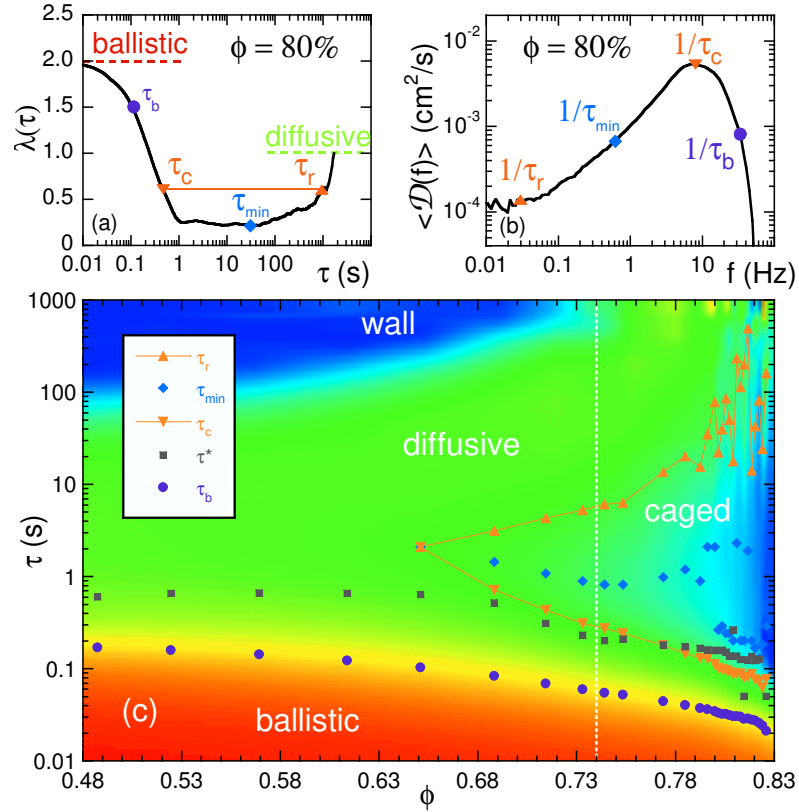 ballistic
ϕ = 80%
2.0
1.5
1.0
0.5
0
λ(τ)
τb
diffusive
τc
τr
τmin
(a)
0.01 0.1 1 10 100 1000
τ (s)
ϕ = 80%
10⁻²
10⁻³
10⁻⁴
<𝒟(f)> (cm²/s)
1/τc
1/τmin
1/τb
1/τr
(b)
0.01 0.1 1 10 100
f (Hz)
1000
100
10
1
0.1
0.01
τ (s)
wall
τr
τmin
τc
τ*
τb
diffusive
caged
(c)
ballistic
0.48 0.53 0.58 0.63 0.68 0.73 0.78 0.83
ϕ